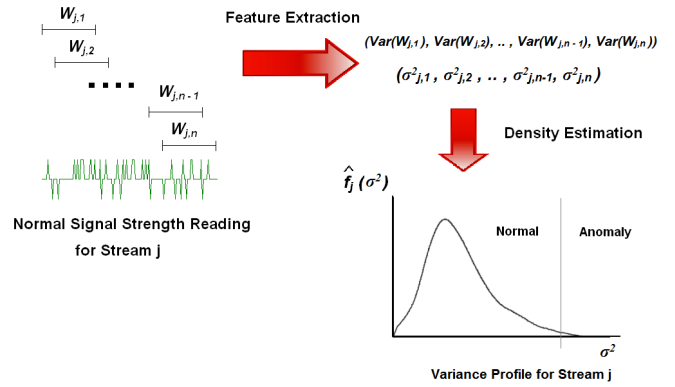 W_{j,1}
Feature Extraction
W_{j,2}
(Var(W_{j,1}), Var(W_{j,2}), .. , Var(W_{j,n-1}), Var(W_{j,n}))
(σ²_{j,1} , σ²_{j,2} , .. , σ²_{j,n-1}, σ²_{j,n})
W_{j,n-1}
W_{j,n}
Density Estimation
f̂_j (σ²)
Normal Signal Strength Reading
for Stream j
Normal
Anomaly
σ²
Variance Profile for Stream j